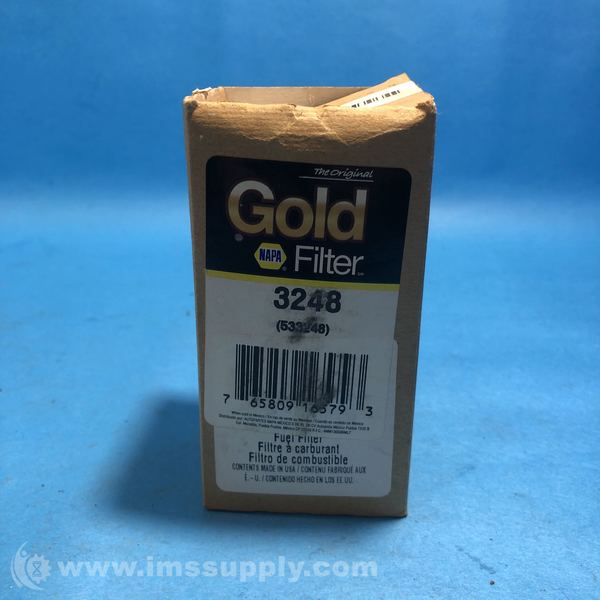 The Original
Gold
NAPA Filter
3248
(533248)
7 65809 16579 3
Fuel Filter
Filtre à carburant
Filtro de combustible
CONTENTS MADE IN USA / CONTENU FABRIQUÉ AUX
É.-U. / CONTENIDO HECHO EN LOS EE.UU.
www.imssupply.com